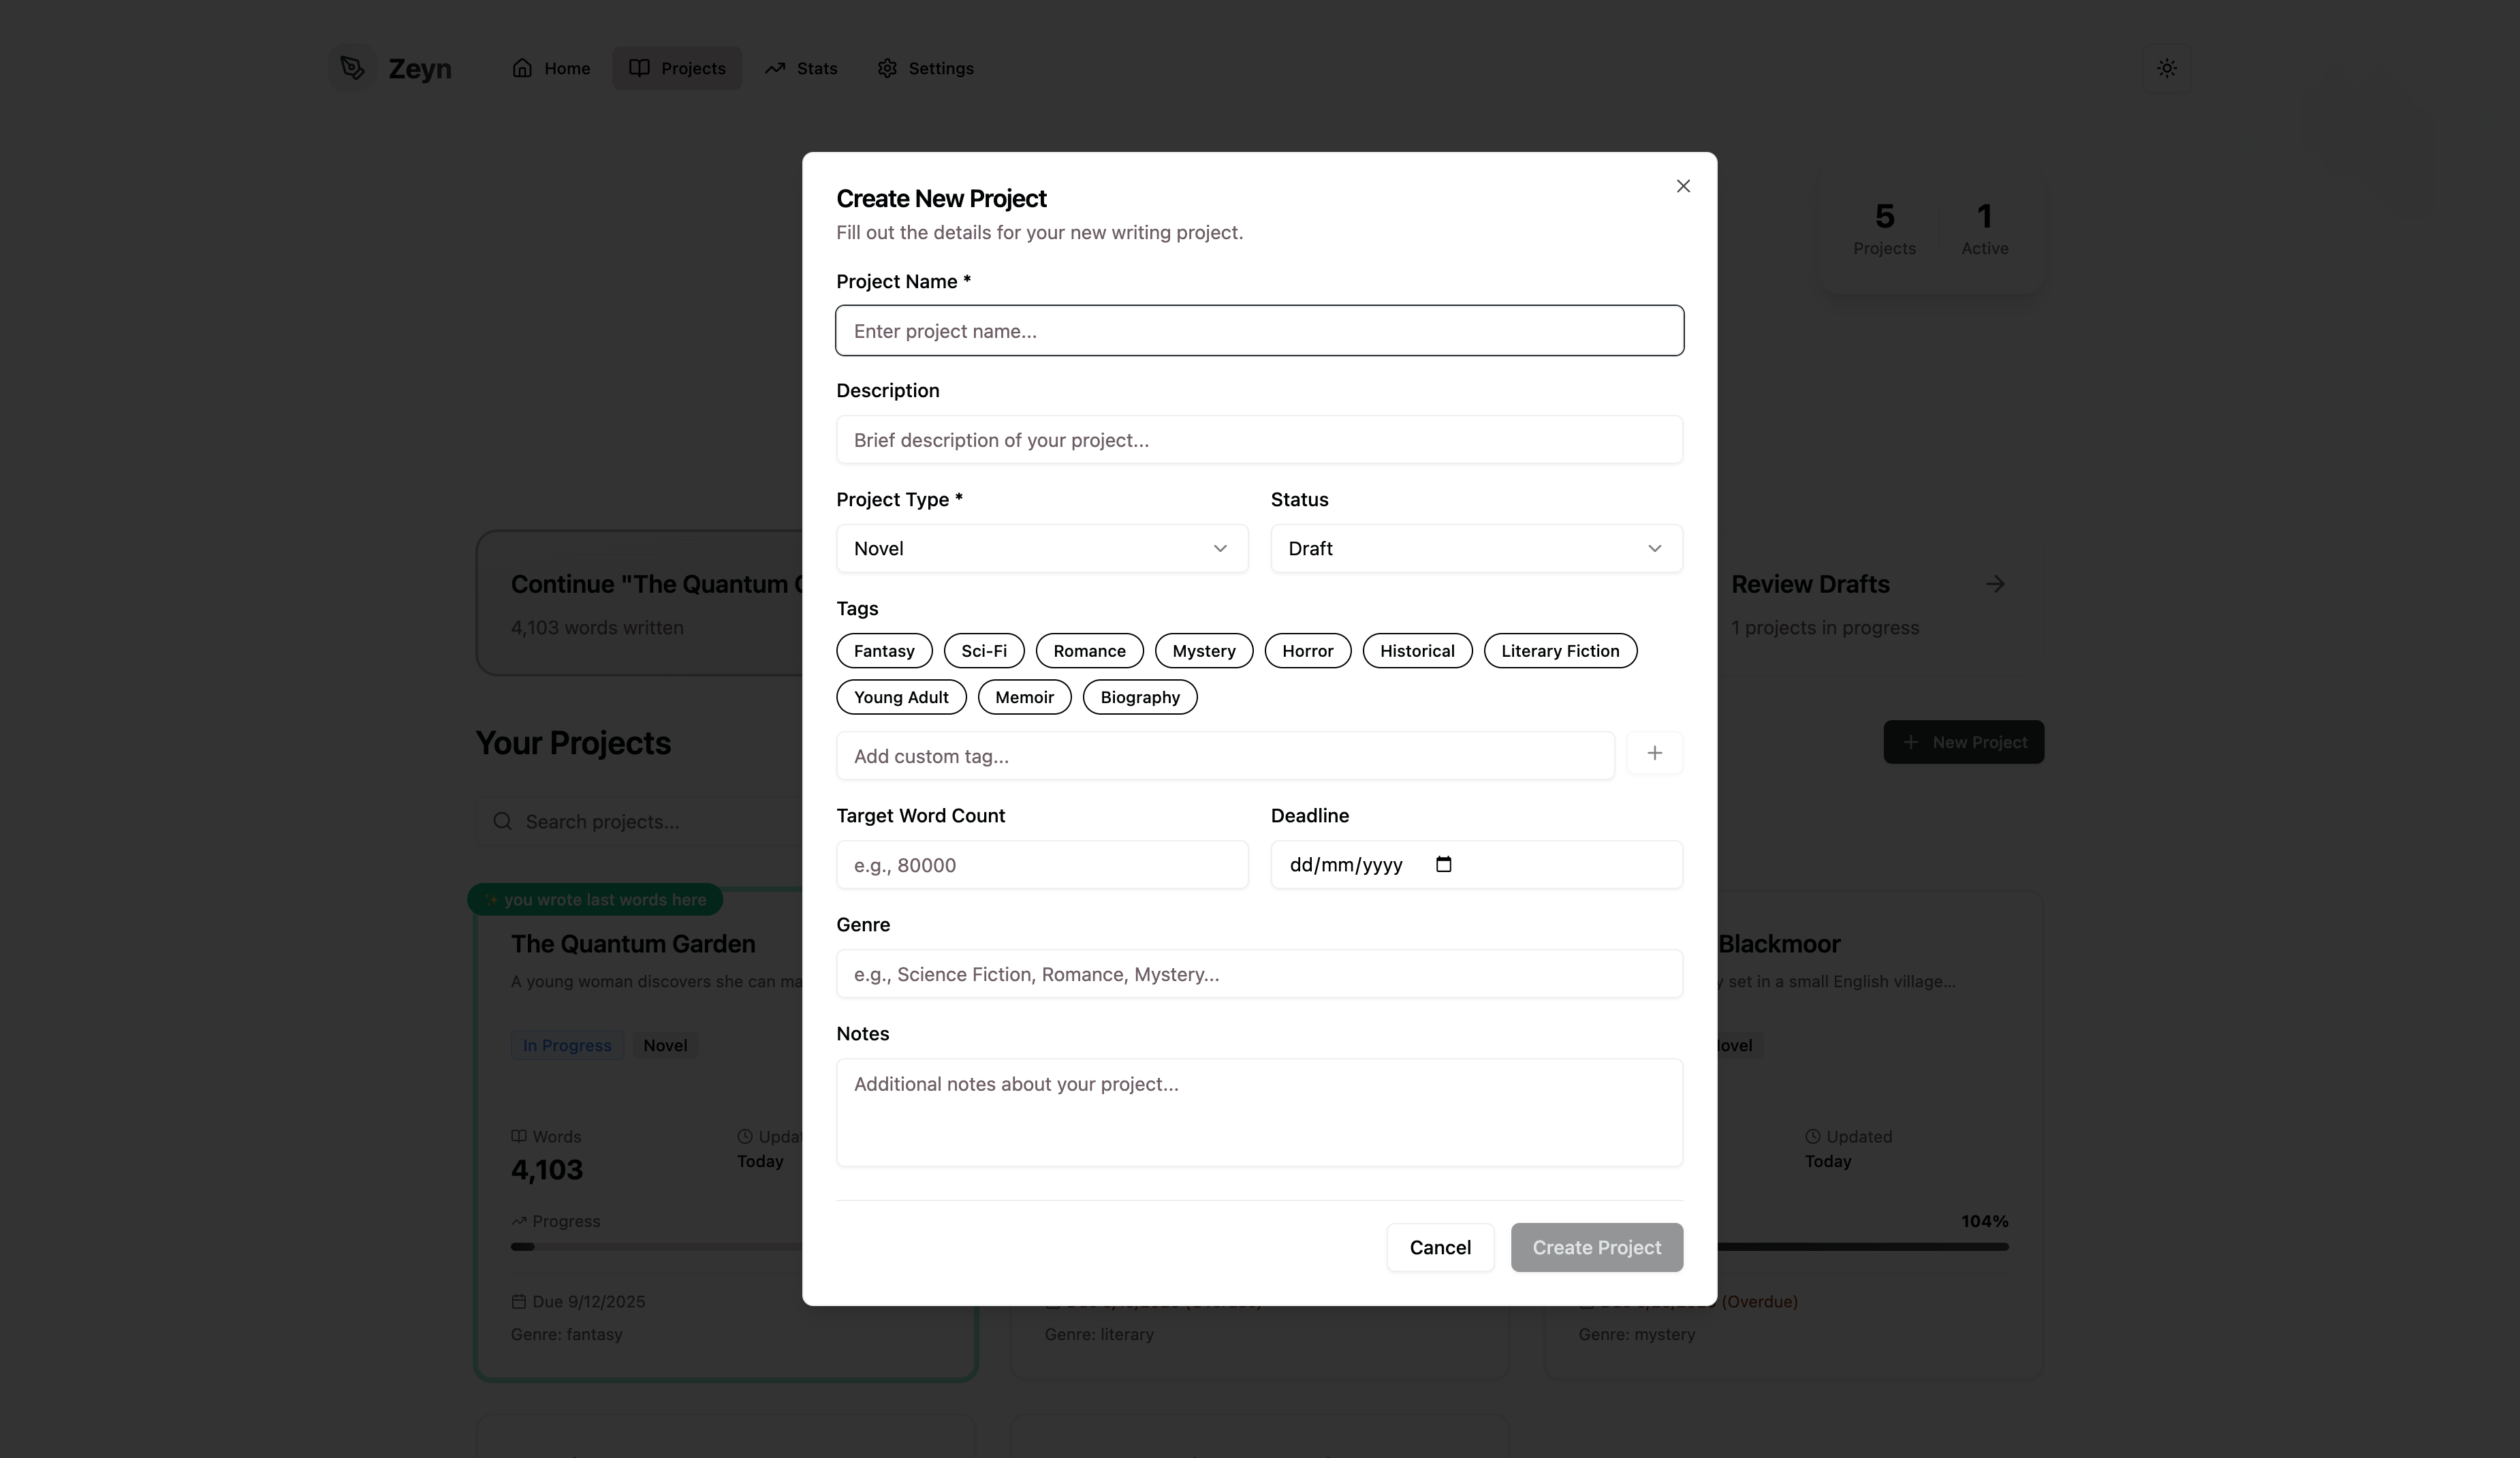 Zeyn
Home
Projects
Stats
Settings
5
Projects
1
Active
Create New Project
Fill out the details for your new writing project.
Project Name *
Enter project name...
Description
Brief description of your project...
Project Type *
Status
Novel
Draft
Tags
Fantasy
Sci-Fi
Romance
Mystery
Horror
Historical
Literary Fiction
Young Adult
Memoir
Biography
Add custom tag...
Target Word Count
Deadline
e.g., 80000
dd/mm/yyyy
Genre
e.g., Science Fiction, Romance, Mystery...
Notes
Additional notes about your project...
Cancel
Create Project
Continue "The Quantum
4,103 words written
Review Drafts
1 projects in progress
Your Projects
New Project
Search projects...
✨ you wrote last words here
The Quantum Garden
A young woman discovers she can
In Progress
Novel
Words
4,103
Today
Progress
Due 9/12/2025
Genre: fantasy
Genre: literary
Blackmoor
set in a small English village...
Updated
Today
104%
(Overdue)
Genre: mystery